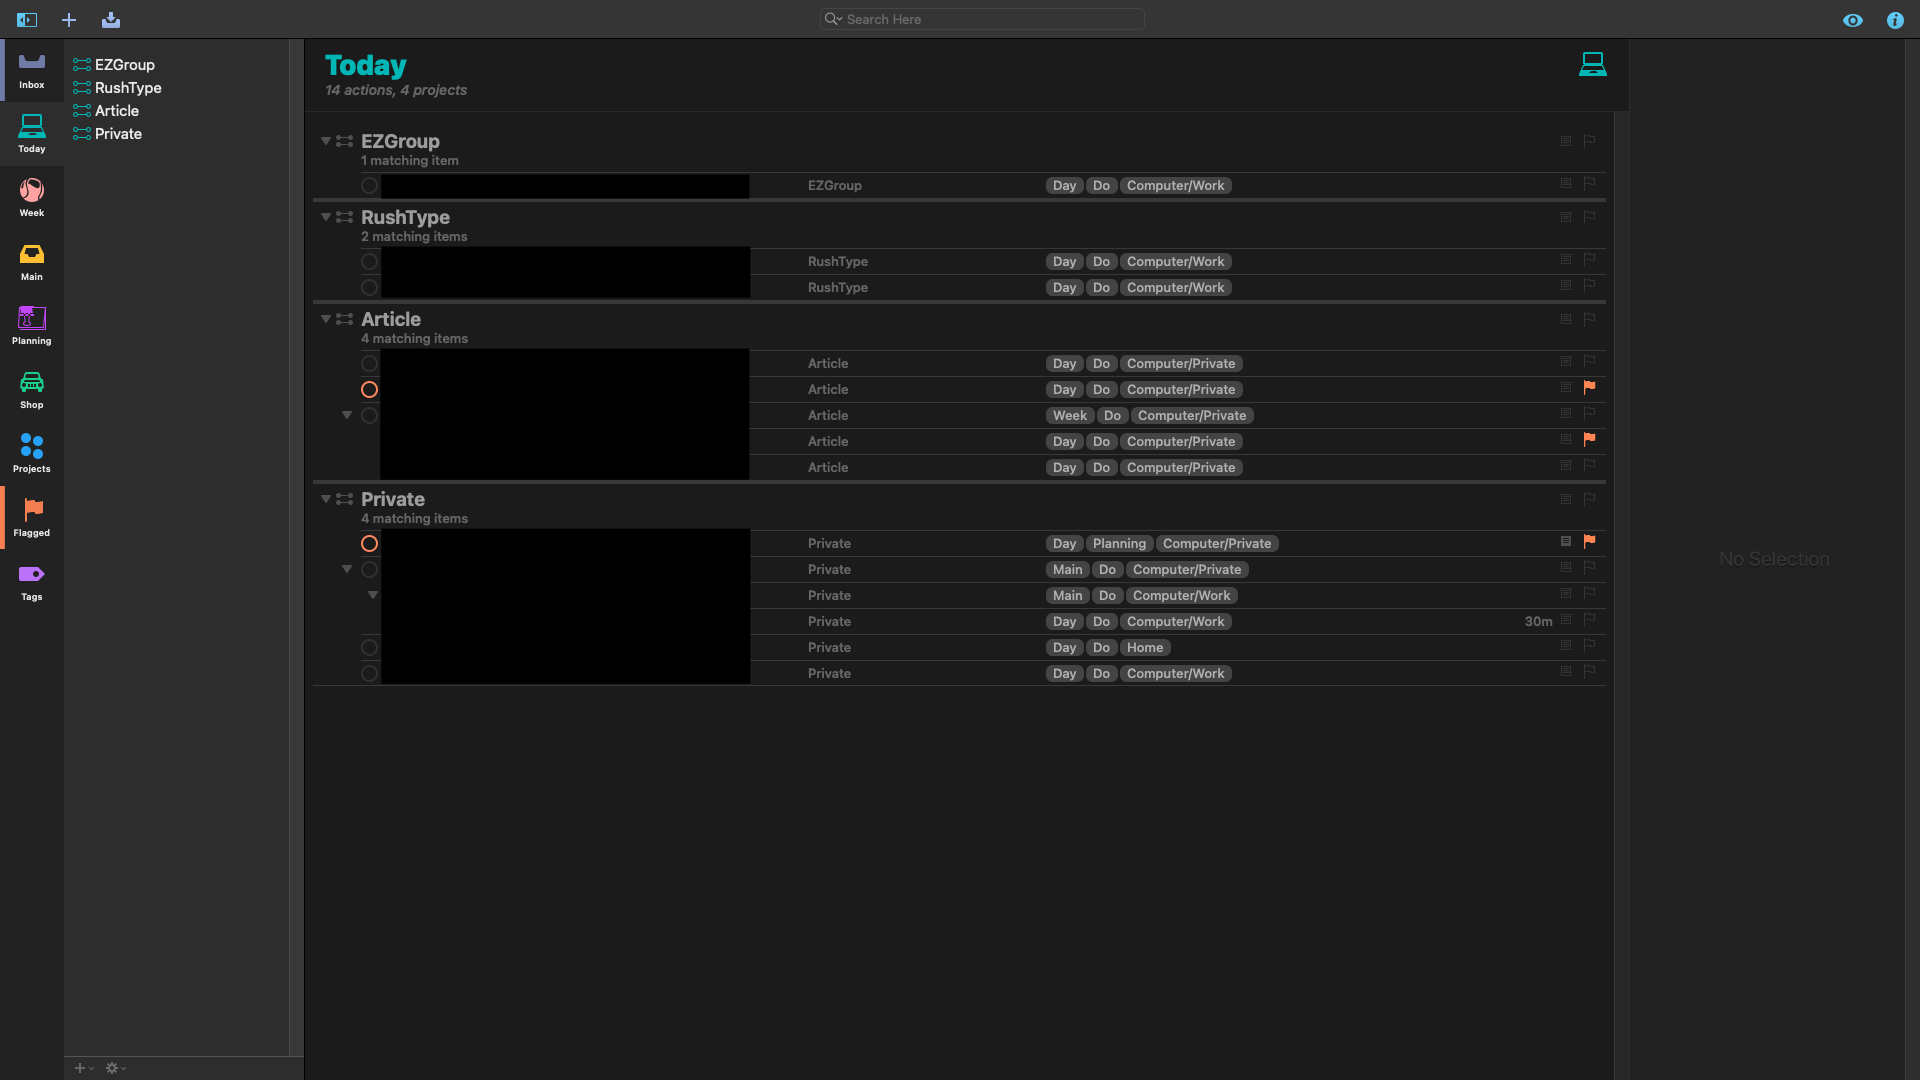 Search Here
Inbox
Today
Week
Main
Planning
Shop
Projects
Flagged
Tags
EZGroup
RushType
Article
Private
Today
14 actions, 4 projects
EZGroup
1 matching item
EZGroup Day Do Computer/Work
RushType
2 matching items
RushType Day Do Computer/Work
RushType Day Do Computer/Work
Article
4 matching items
Article Day Do Computer/Private
Article Day Do Computer/Private
Article Week Do Computer/Private
Article Day Do Computer/Private
Article Day Do Computer/Private
Private
4 matching items
Private Day Planning Computer/Private
Private Main Do Computer/Private
Private Main Do Computer/Work
Private Day Do Computer/Work 30m
Private Day Do Home
Private Day Do Computer/Work
No Selection